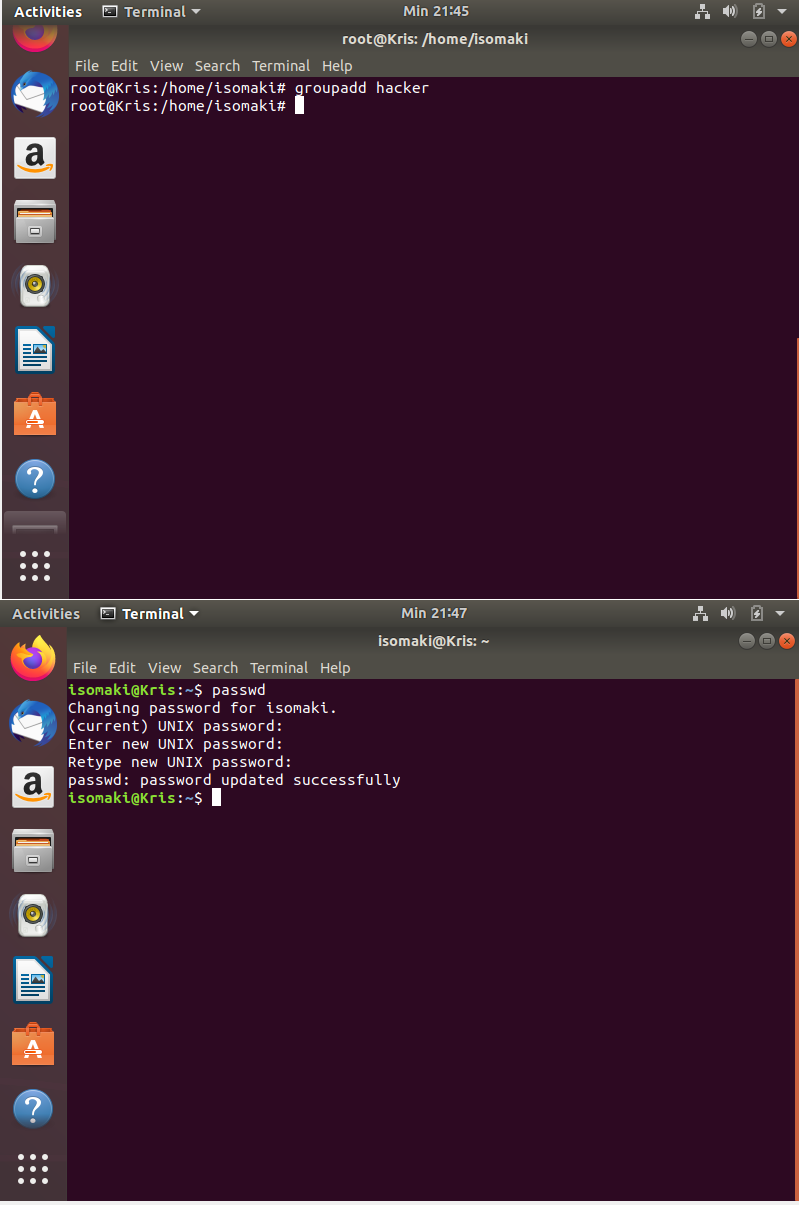 Activities Terminal Min 21:45
root@Kris: /home/isomaki
File Edit View Search Terminal Help
root@Kris:/home/isomaki# groupadd hacker
root@Kris:/home/isomaki#
a
A
?
Activities Terminal Min 21:47
isomaki@Kris: ~
File Edit View Search Terminal Help
isomaki@Kris:~$ passwd
Changing password for isomaki.
(current) UNIX password:
Enter new UNIX password:
Retype new UNIX password:
passwd: password updated successfully
isomaki@Kris:~$
a
A
?